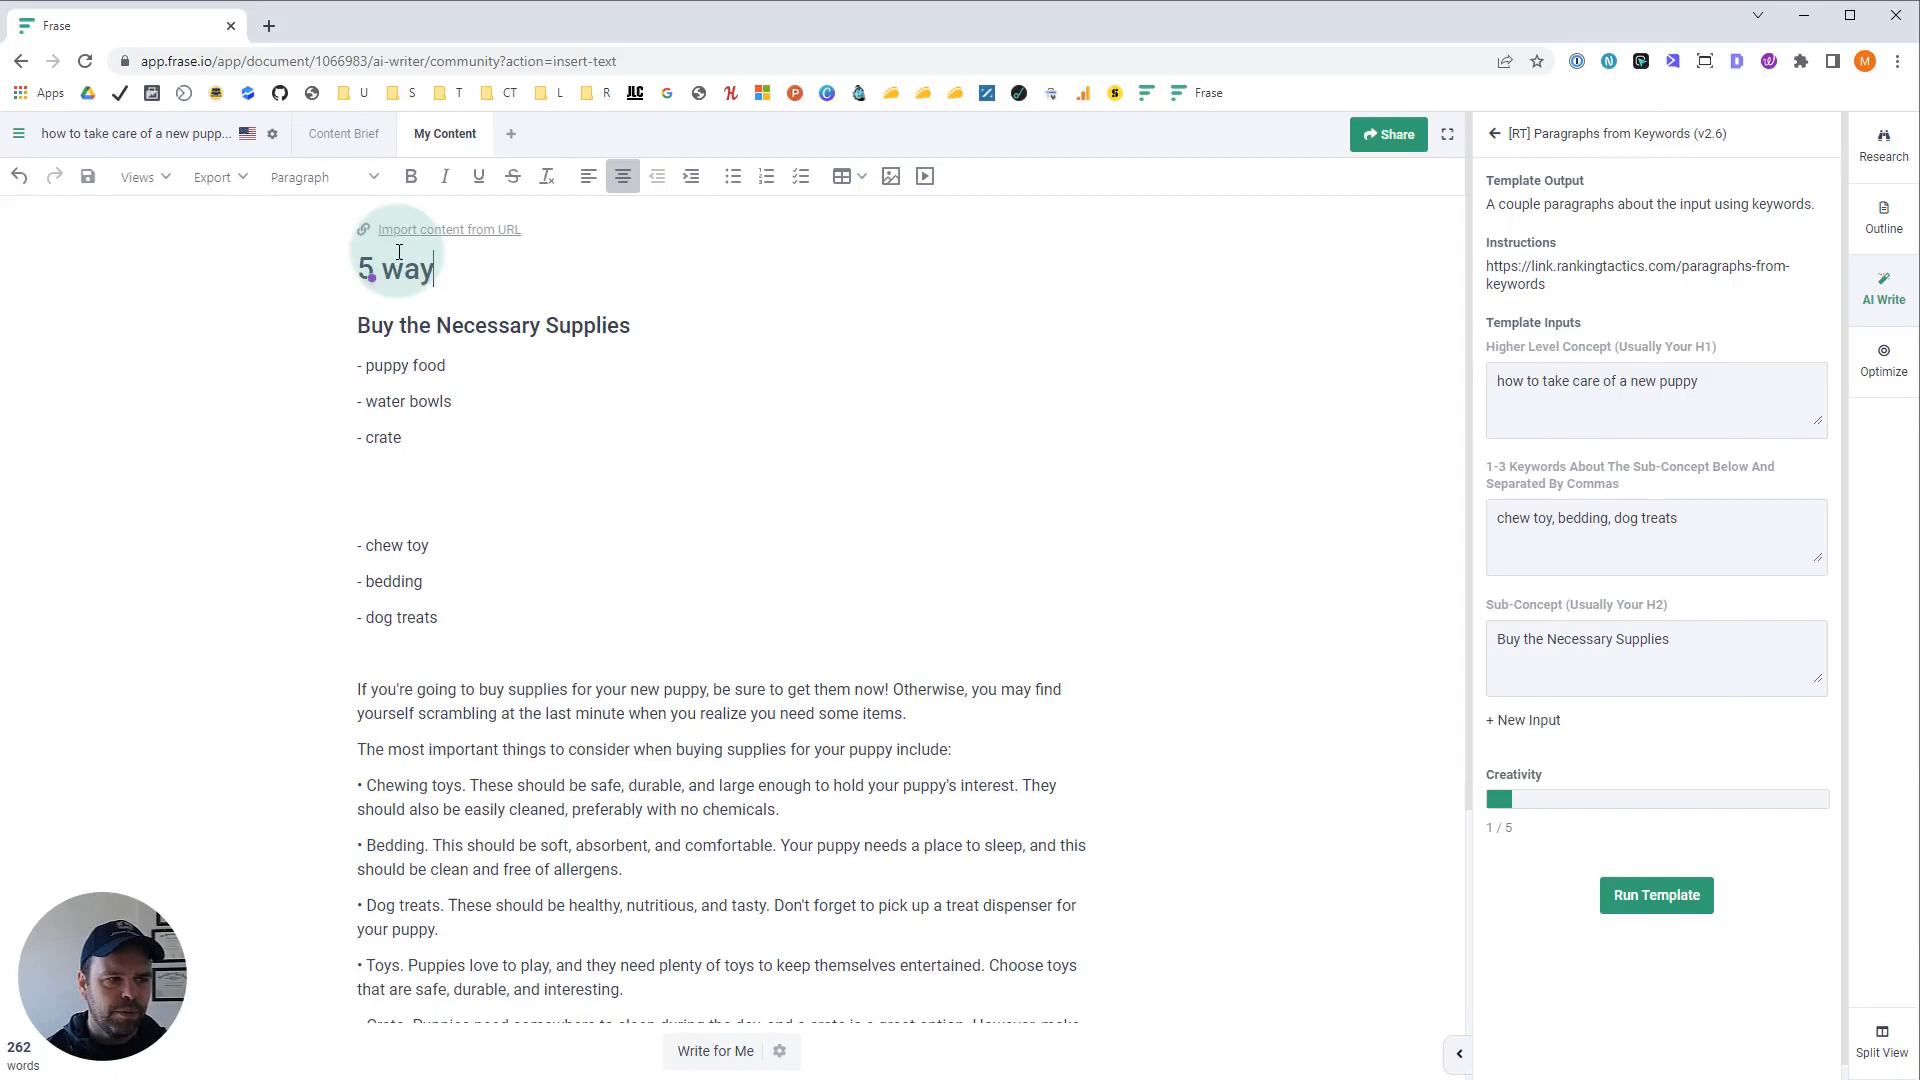 Frase
app.frase.io/app/document/1066983/ai-writer/community?action=insert-text
M
Apps
U
S
T
CT
L
R
JLC
Frase
how to take care of a new pupp...
Content Brief
My Content
Share
[RT] Paragraphs from Keywords (v2.6)
Research
Views
Export
Paragraph
Import content from URL
5 way
Buy the Necessary Supplies
- puppy food
- water bowls
- crate
- chew toy
- bedding
- dog treats
If you're going to buy supplies for your new puppy, be sure to get them now! Otherwise, you may find
yourself scrambling at the last minute when you realize you need some items.
The most important things to consider when buying supplies for your puppy include:
• Chewing toys. These should be safe, durable, and large enough to hold your puppy's interest. They
should also be easily cleaned, preferably with no chemicals.
• Bedding. This should be soft, absorbent, and comfortable. Your puppy needs a place to sleep, and this
should be clean and free of allergens.
• Dog treats. These should be healthy, nutritious, and tasty. Don't forget to pick up a treat dispenser for
your puppy.
• Toys. Puppies love to play, and they need plenty of toys to keep themselves entertained. Choose toys
that are safe, durable, and interesting.
Write for Me
262
words
Template Output
A couple paragraphs about the input using keywords.
Instructions
https://link.rankingtactics.com/paragraphs-from-
keywords
Template Inputs
Higher Level Concept (Usually Your H1)
how to take care of a new puppy
1-3 Keywords About The Sub-Concept Below And
Separated By Commas
chew toy, bedding, dog treats
Sub-Concept (Usually Your H2)
Buy the Necessary Supplies
+ New Input
Creativity
1 / 5
Run Template
Outline
AI Write
Optimize
Split View